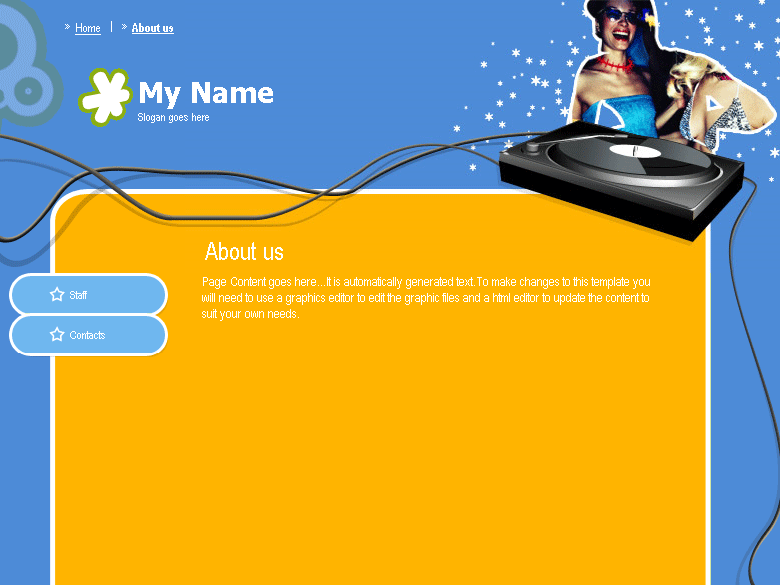 » Home | » About us
My Name
Slogan goes here
About us
Page Content goes here...It is automatically generated text.To make changes to this template you
will need to use a graphics editor to edit the graphic files and a html editor to update the content to
suit your own needs.
Staff
Contacts